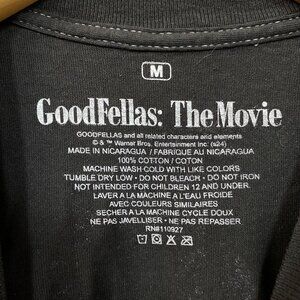 M
GoodFellas: The Movie
GOODFELLAS and all related characters and elements
© & ™ Warner Bros. Entertainment Inc. (s24)
MADE IN NICARAGUA / FABRIQUE AU NICARAGUA
100% COTTON / COTON
MACHINE WASH COLD WITH LIKE COLORS
TUMBLE DRY LOW • DO NOT BLEACH • DO NOT IRON
NOT INTENDED FOR CHILDREN 12 AND UNDER.
LAVER A LA MACHINE A L'EAU FROIDE
AVEC COULEURS SIMILAIRES
SECHER A LA MACHINE CYCLE DOUX
NE PAS JAVELLISER • NE PAS REPASSER
RN#110927